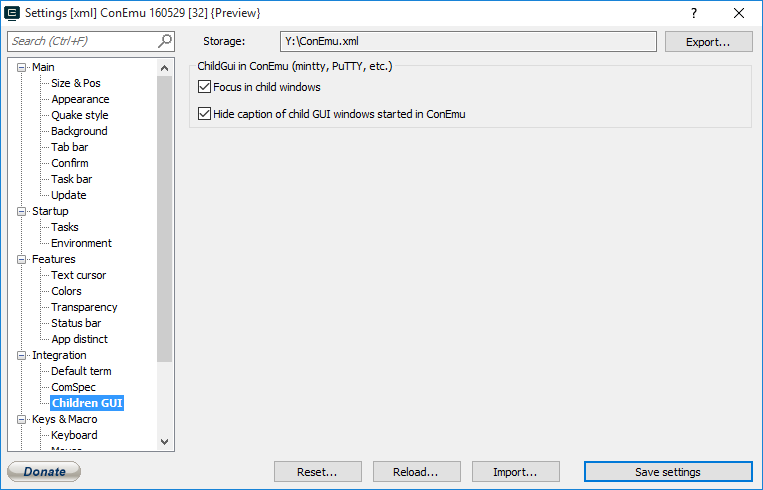 Settings [xml] ConEmu 160529 [32] {Preview}
?
Search (Ctrl+F)
Storage:
Y:\ConEmu.xml
Export...
Main
Size & Pos
Appearance
Quake style
Background
Tab bar
Confirm
Task bar
Update
Startup
Tasks
Environment
Features
Text cursor
Colors
Transparency
Status bar
App distinct
Integration
Default term
ComSpec
Children GUI
Keys & Macro
Keyboard
Mouse
ChildGui in ConEmu (mintty, PuTTY, etc.)
Focus in child windows
Hide caption of child GUI windows started in ConEmu
Donate
Reset...
Reload...
Import...
Save settings